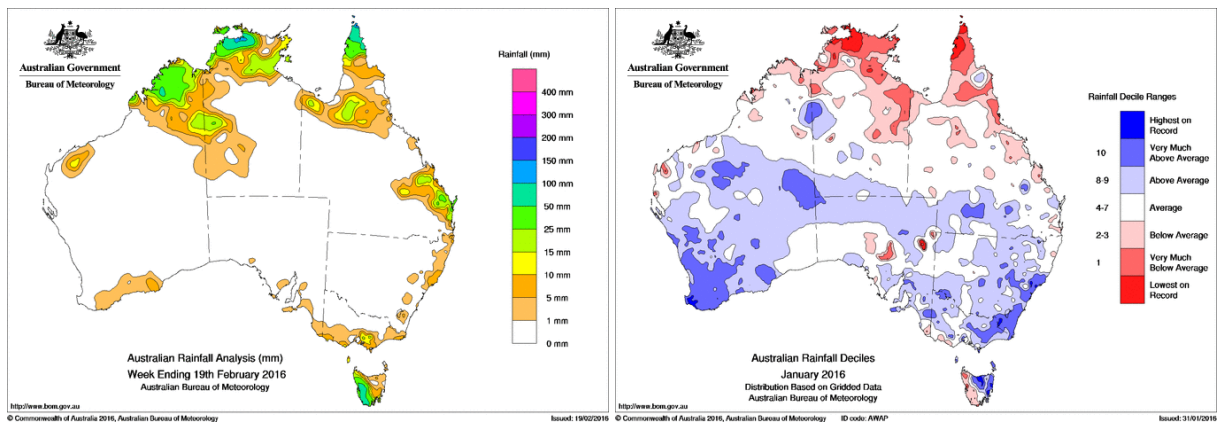 Australian Government
Bureau of Meteorology
Rainfall (mm)
400 mm
300 mm
200 mm
150 mm
100 mm
50 mm
25 mm
15 mm
10 mm
5 mm
1 mm
0 mm
Australian Rainfall Analysis (mm)
Week Ending 19th February 2016
Australian Bureau of Meteorology
http://www.bom.gov.au
© Commonwealth of Australia 2016, Australian Bureau of Meteorology
Issued: 19/02/2016
Australian Government
Bureau of Meteorology
Rainfall Decile Ranges
Highest on
Record
10
Very Much
Above Average
8-9
Above Average
4-7
Average
2-3
Below Average
1
Very Much
Below Average
Lowest on
Record
Australian Rainfall Deciles
January 2016
Distribution Based on Gridded Data
Australian Bureau of Meteorology
http://www.bom.gov.au
© Commonwealth of Australia 2016, Australian Bureau of Meteorology
ID code: AWAP
Issued: 31/01/2016